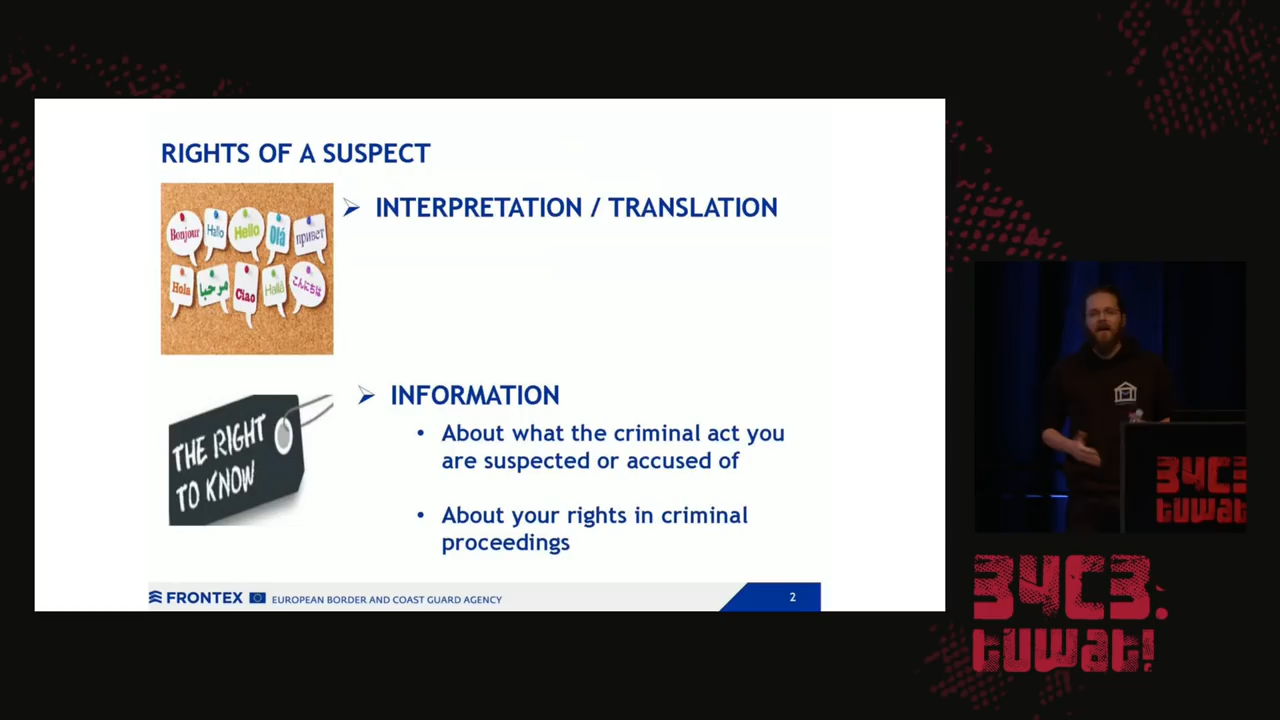 RIGHTS OF A SUSPECT
➢ INTERPRETATION / TRANSLATION
Bonjour
Hallo
Hello
Olá
привет
Hola
مرحبا
Ciao
Hallå
こんにちは
➢ INFORMATION
THE RIGHT
TO KNOW
• About what the criminal act you
are suspected or accused of
• About your rights in criminal
proceedings
FRONTEX EUROPEAN BORDER AND COAST GUARD AGENCY
2
34C3
tuwat
34C3.
tuwat!